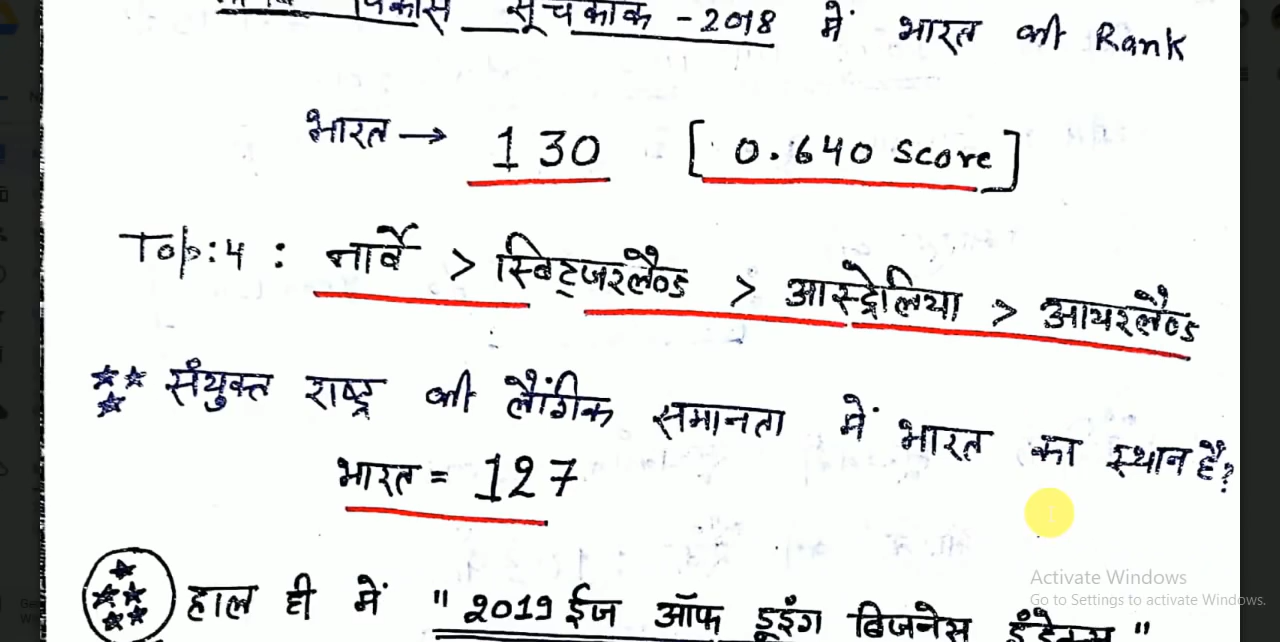 विकास सूचकांक - 2018 में भारत की Rank
भारत → 130 [0.640 Score]
Top:4 : नार्वे > स्विट्जरलैण्ड > आस्ट्रेलिया > आयरलैण्ड
संयुक्त राष्ट्र की लैंगीक समानता में भारत का स्थान है?
भारत = 127
हाल ही में "2019 ईज ऑफ डूइंग बिजनेस इंडेक्स"
Activate Windows
Go to Settings to activate Windows.